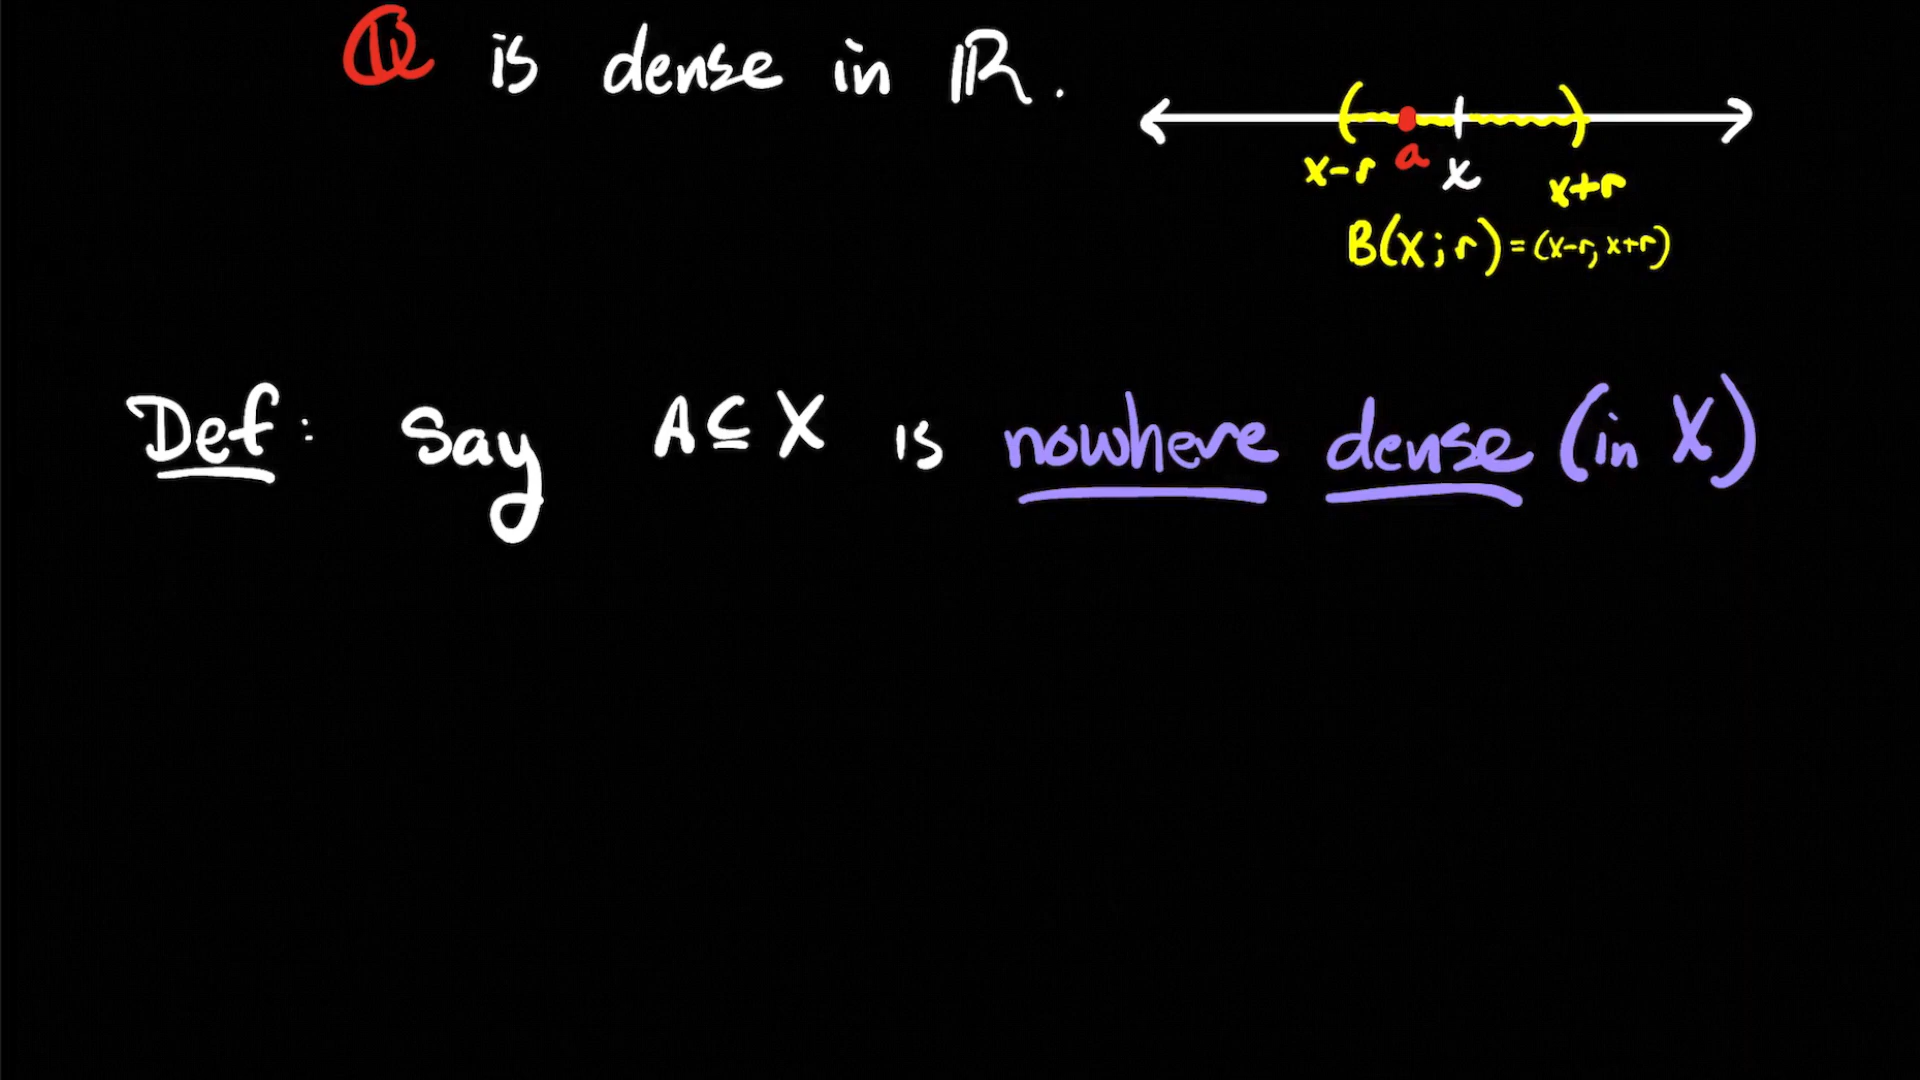 ℚ is dense in ℝ.
x-r a x x+r
B(x;r)=(x-r, x+r)
Def: Say A⊆X is nowhere dense (in X)